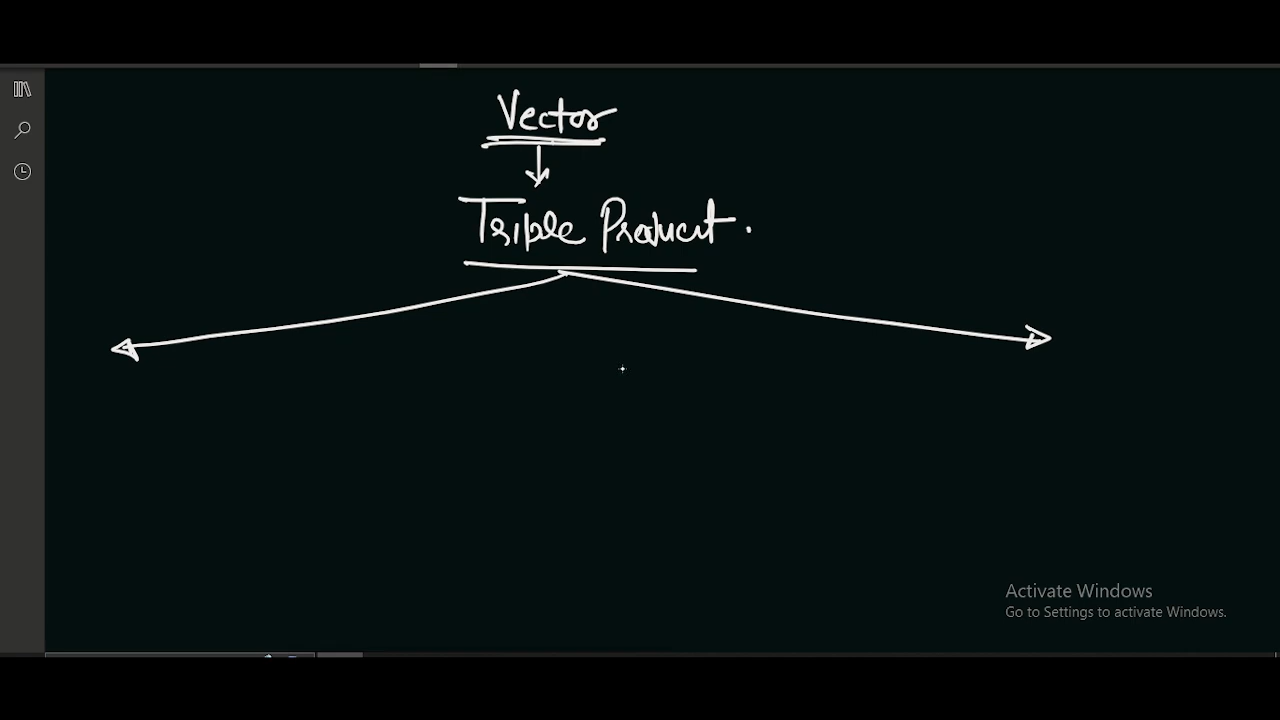 Vector
Triple Product.
Activate Windows
Go to Settings to activate Windows.